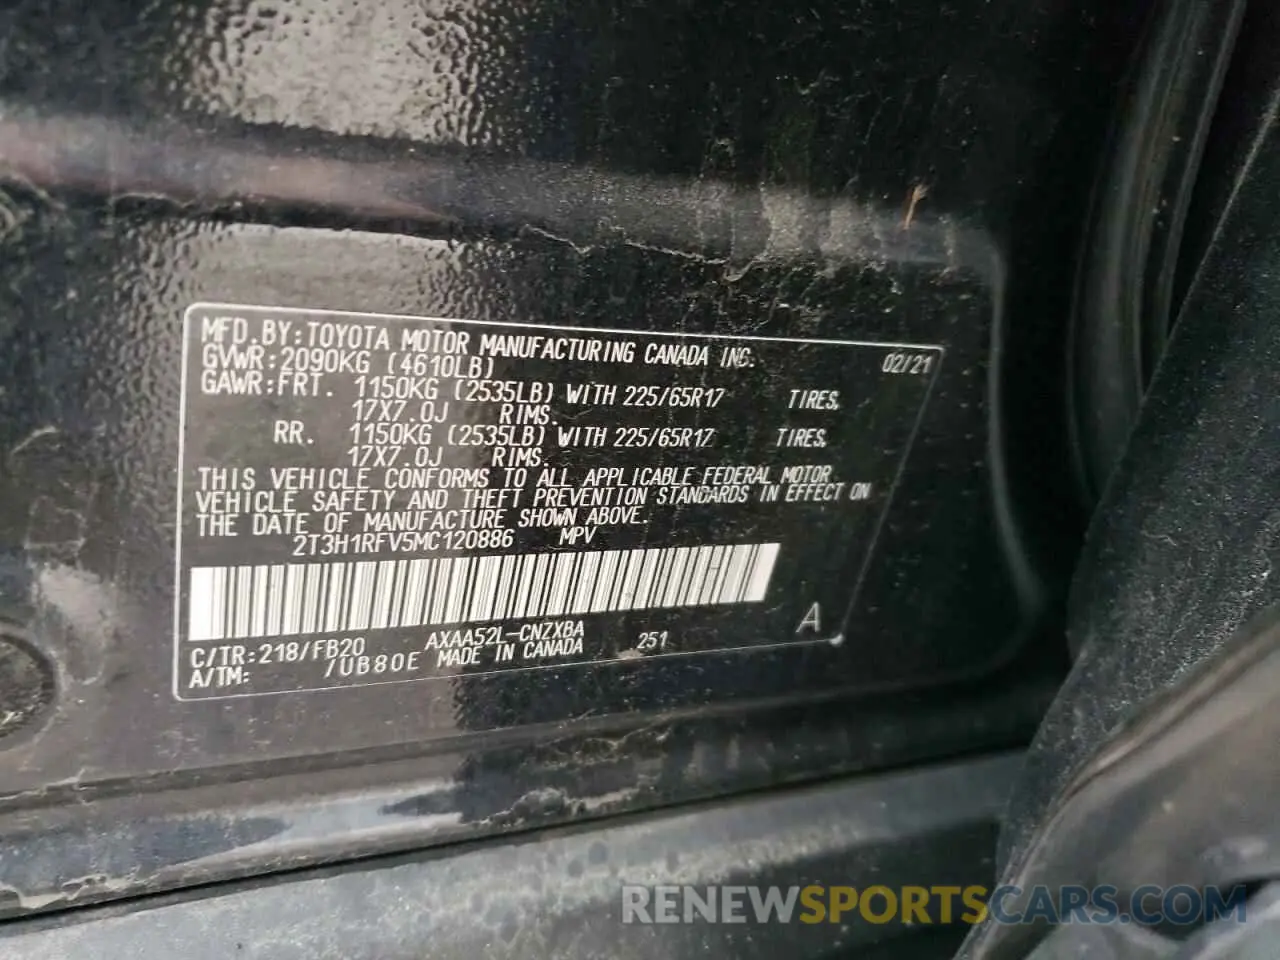 MFD.BY:TOYOTA MOTOR MANUFACTURING CANADA INC. 02/21
GVWR:2090KG (4610LB)
GAWR:FRT. 1150KG (2535LB) WITH 225/65R17 TIRES,
17X7.0J RIMS.
RR. 1150KG (2535LB) WITH 225/65R17 TIRES,
17X7.0J RIMS.
THIS VEHICLE CONFORMS TO ALL APPLICABLE FEDERAL MOTOR
VEHICLE SAFETY AND THEFT PREVENTION STANDARDS IN EFFECT ON
THE DATE OF MANUFACTURE SHOWN ABOVE.
2T3H1RFV5MC120886 MPV
A
C/TR:218/FB20 AXAA52L-CNZXBA 251
A/TM: /UB80E MADE IN CANADA
RENEWSPORTSCARS.COM